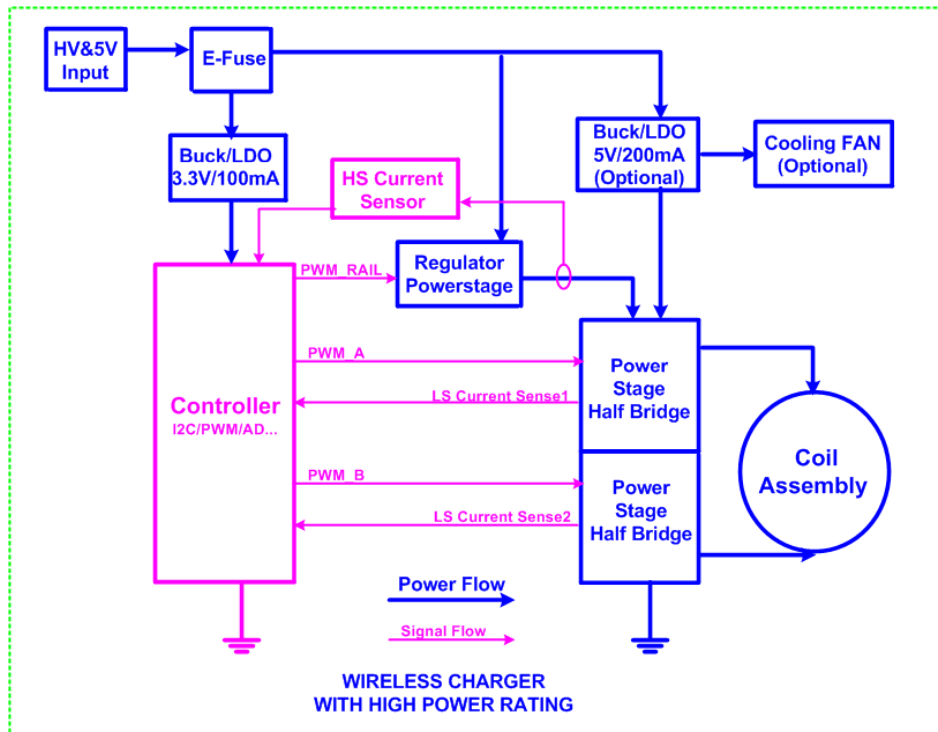 HV&5V
Input
E-Fuse
Buck/LDO
3.3V/100mA
HS Current
Sensor
Buck/LDO
5V/200mA
(Optional)
Cooling FAN
(Optional)
PWM_RAIL
Regulator
Powerstage
PWM_A
LS Current Sense1
Power
Stage
Half Bridge
Controller
I2C/PWM/AD...
PWM_B
LS Current Sense2
Power
Stage
Half Bridge
Coil
Assembly
Power Flow
Signal Flow
WIRELESS CHARGER
WITH HIGH POWER RATING